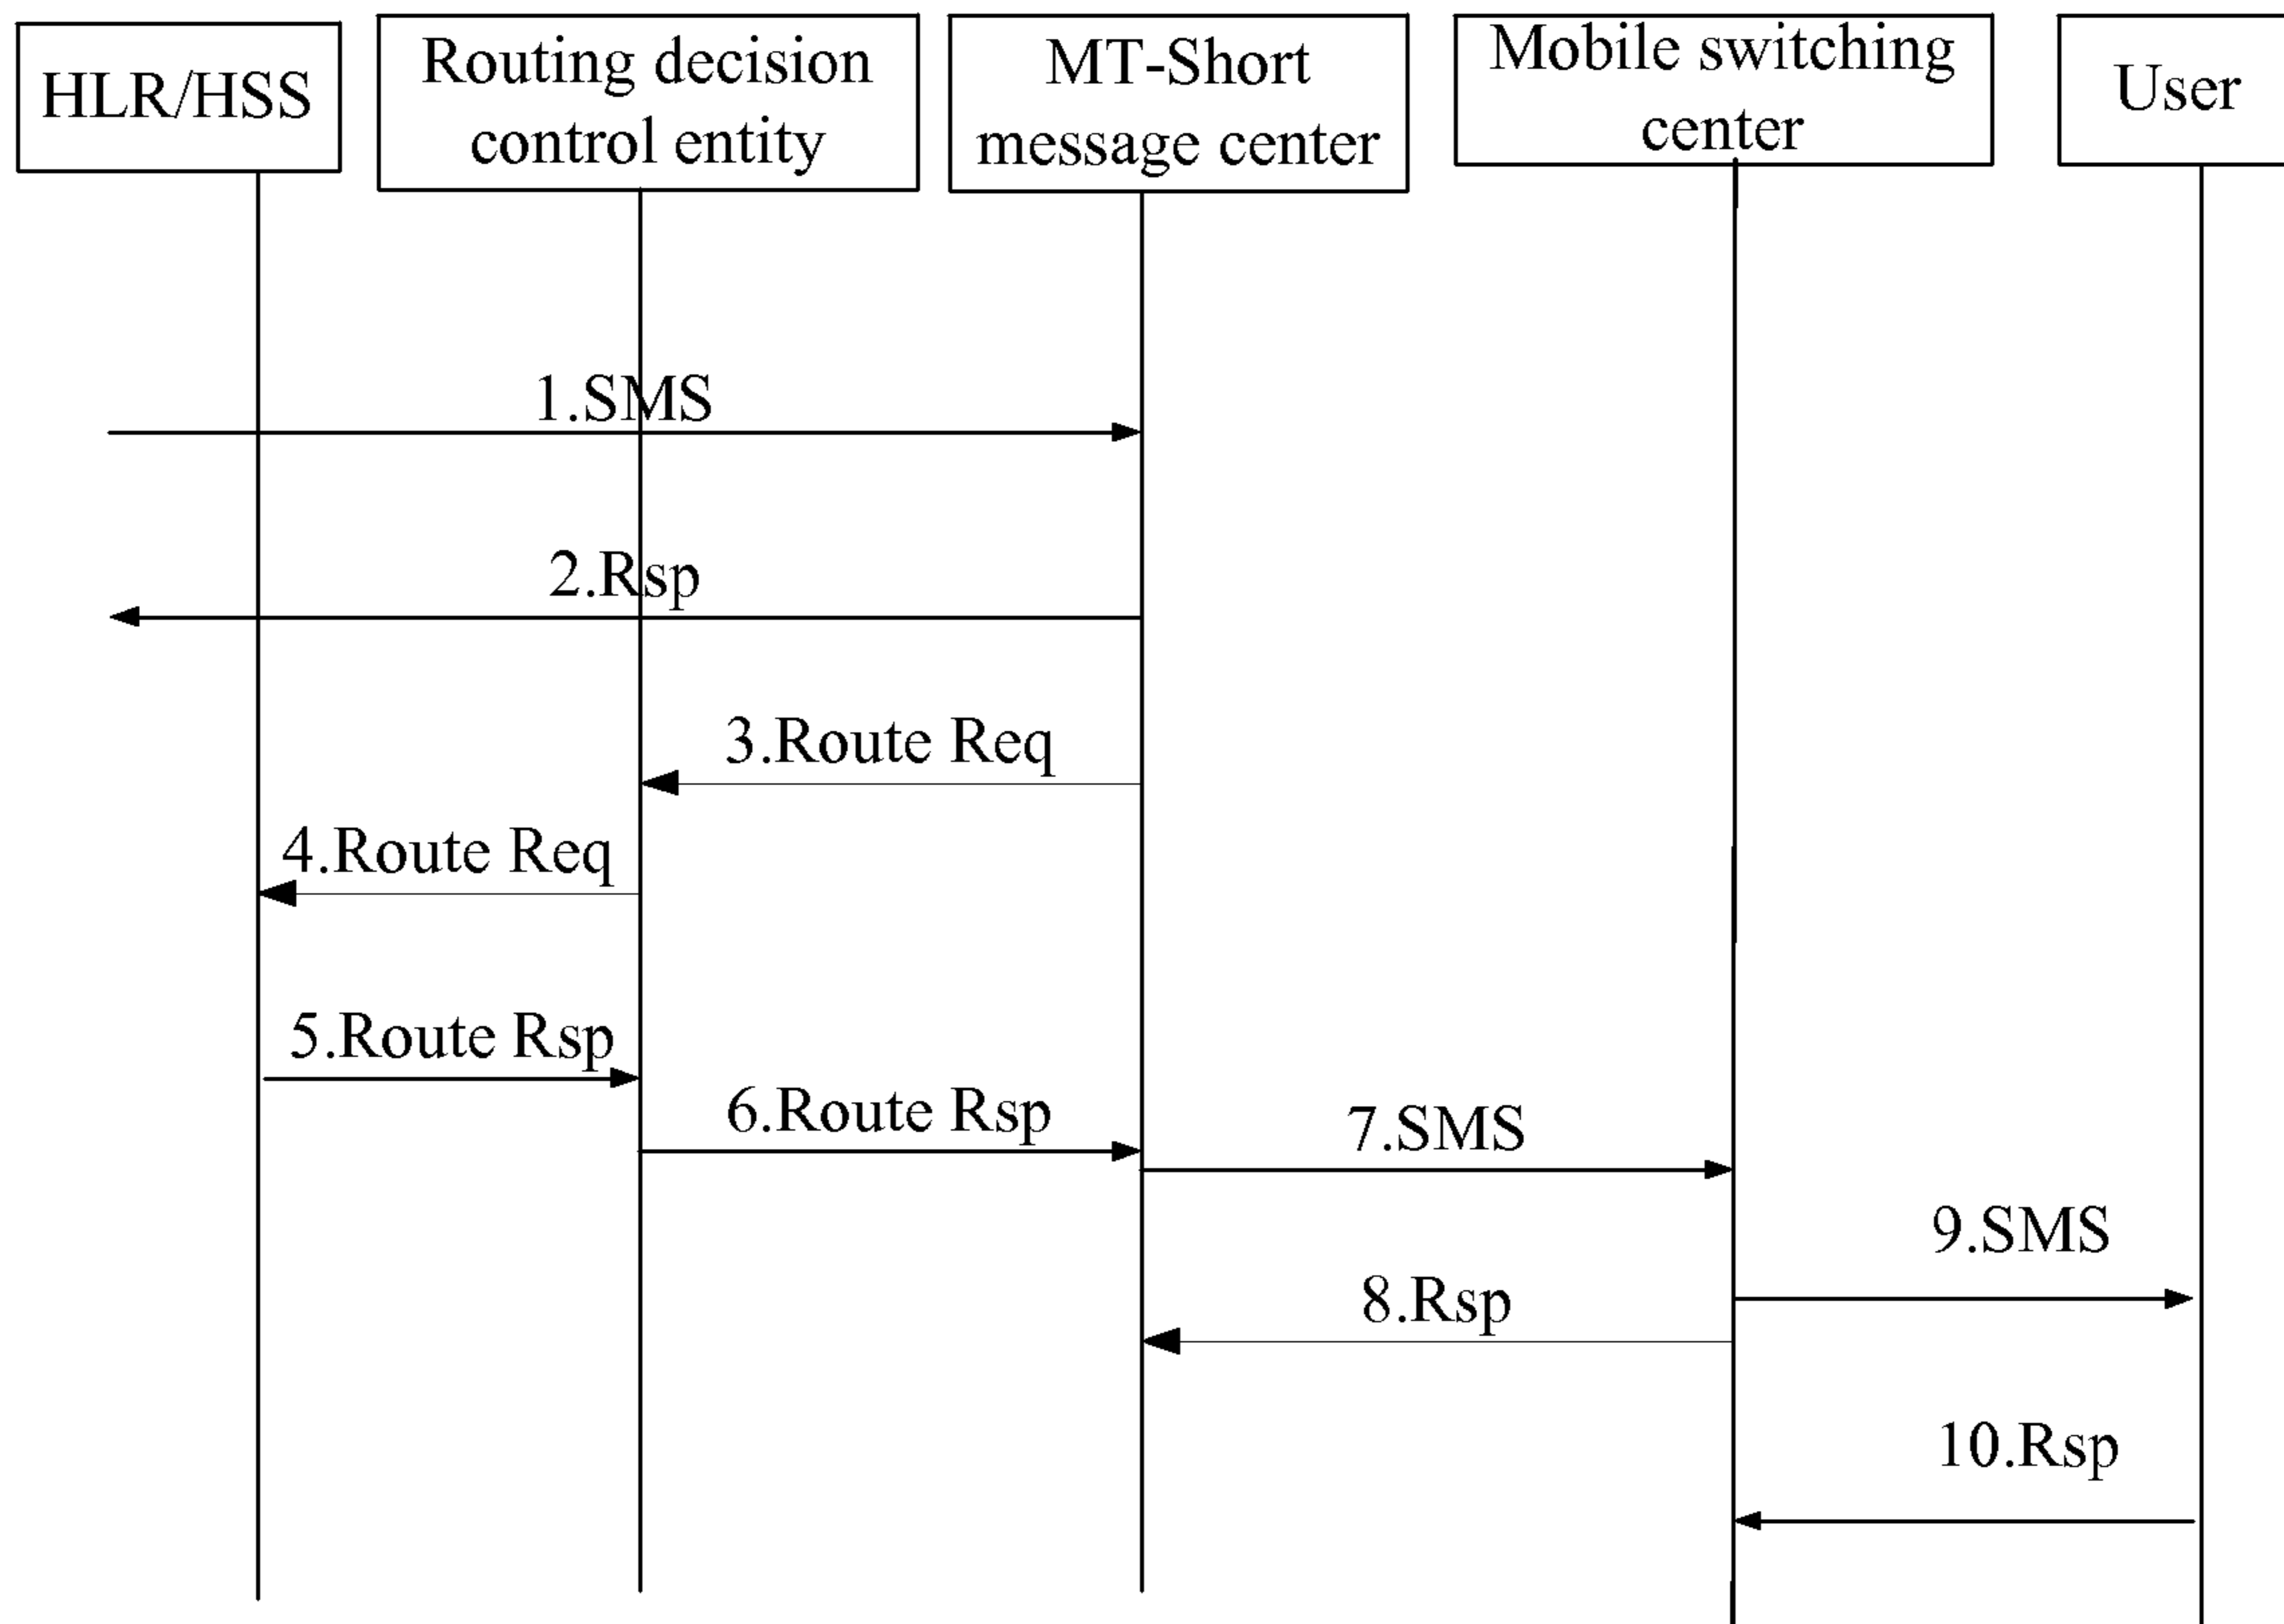 HLR/HSS
Routing decision
control entity
MT-Short
message center
Mobile switching
center
User
1.SMS
2.Rsp
3.Route Req
4.Route Req
5.Route Rsp
6.Route Rsp
7.SMS
9.SMS
8.Rsp
10.Rsp